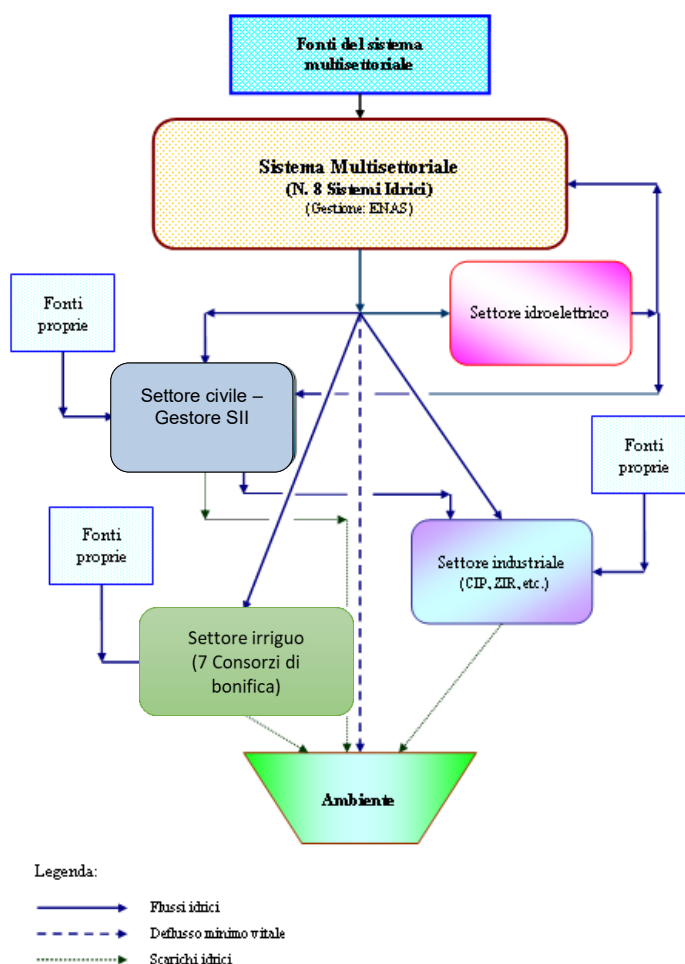 Fonti del sistema
multisettoriale
Sistema Multisettoriale
(N. 8 Sistemi Idrici)
(Gestione: ENAS)
Fonti
proprie
Settore idroelettrico
Settore civile –
Gestore SII
Fonti
proprie
Fonti
proprie
Settore industriale
(CIP, ZIR, etc.)
Settore irriguo
(7 Consorzi di
bonifica)
Ambiente
Legenda:
Flussi idrici
Deflusso minimo vitale
Scarichi idrici